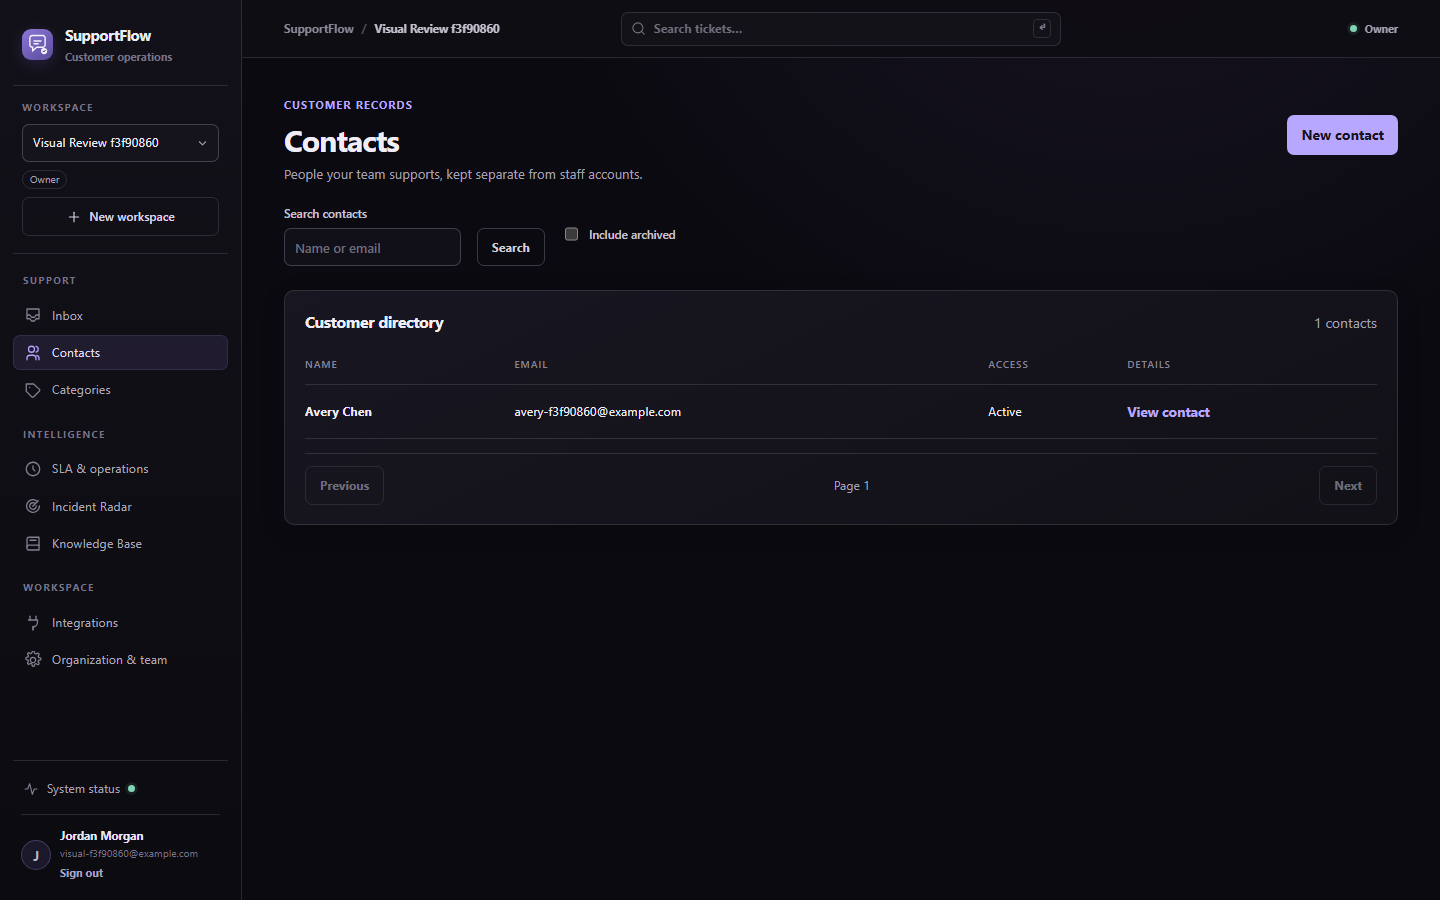 SupportFlow
Customer operations
WORKSPACE
Visual Review f3f90860
Owner
New workspace
SUPPORT
Inbox
Contacts
Categories
INTELLIGENCE
SLA & operations
Incident Radar
Knowledge Base
WORKSPACE
Integrations
Organization & team
System status
J
Jordan Morgan
visual-f3f90860@example.com
Sign out
SupportFlow / Visual Review f3f90860
Search tickets...
Owner
CUSTOMER RECORDS
Contacts
New contact
People your team supports, kept separate from staff accounts.
Search contacts
Name or email
Search
Include archived
Customer directory
1 contacts
NAME EMAIL ACCESS DETAILS
Avery Chen avery-f3f90860@example.com Active View contact
Previous Page 1 Next